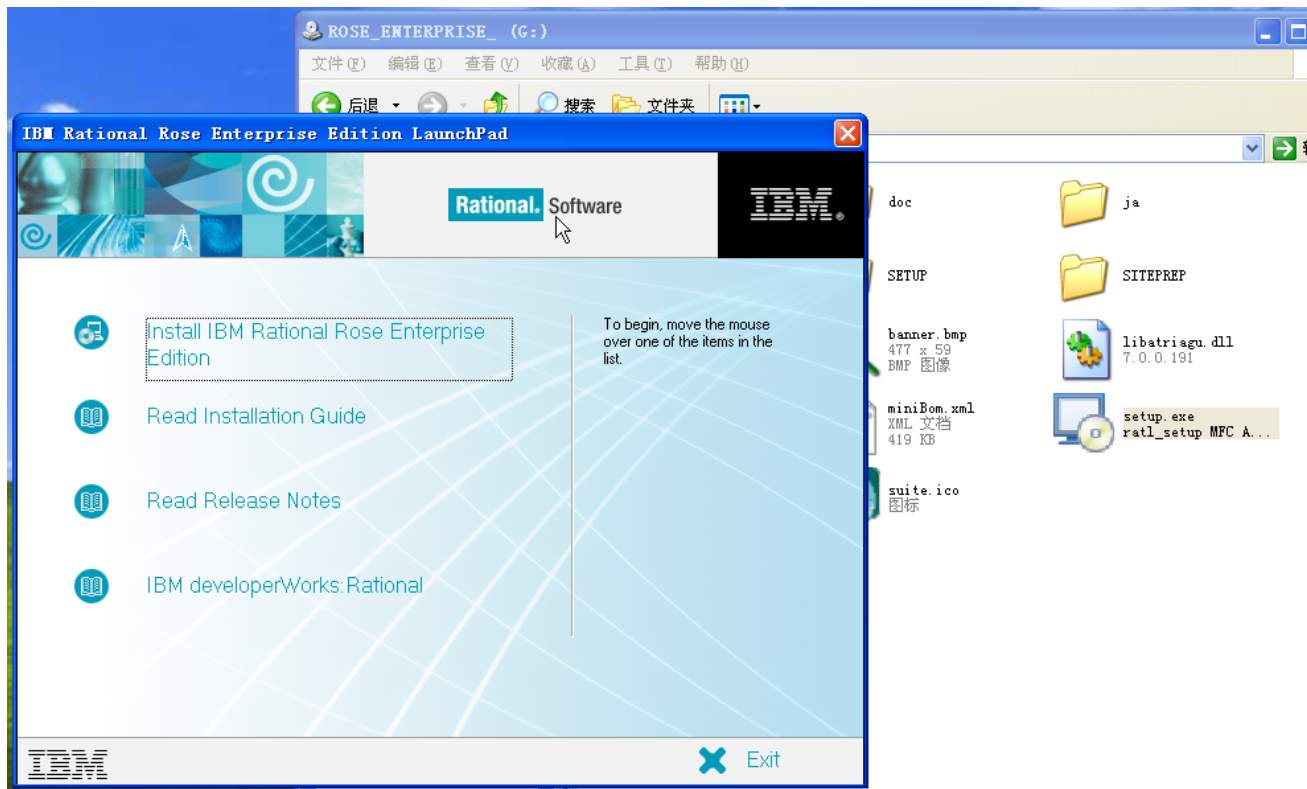 ROSE_ENTERPRISE_ (G:)
文件(F) 编辑(E) 查看(V) 收藏(A) 工具(T) 帮助(H)
后退 搜索 文件夹
IBM Rational Rose Enterprise Edition LaunchPad
Rational. Software
IBM.
Install IBM Rational Rose Enterprise
Edition
Read Installation Guide
Read Release Notes
IBM developerWorks:Rational
To begin, move the mouse
over one of the items in the
list.
IBM
Exit
doc
ja
SETUP
SITEPREP
banner.bmp
477 x 59
BMP 图像
libatriagu.dll
7.0.0.191
miniBom.xml
XML 文档
419 KB
setup.exe
ratl_setup MFC A...
suite.ico
图标